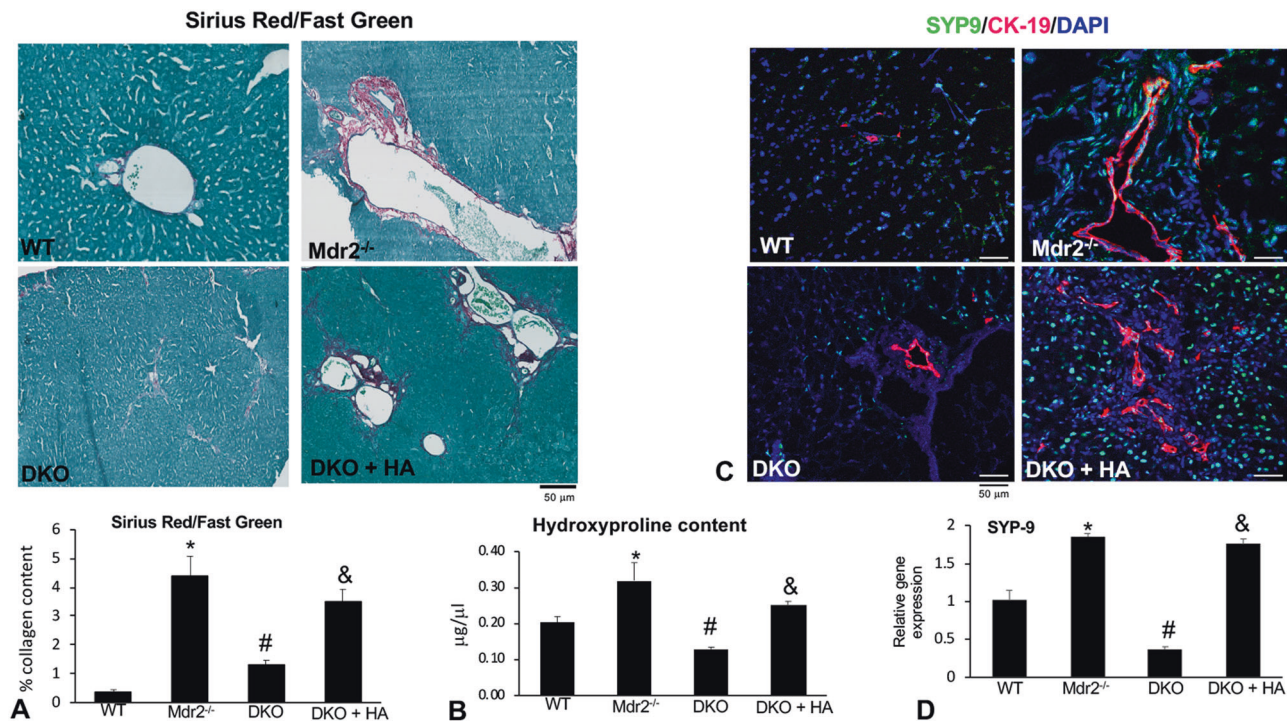 Sirius Red/Fast Green
WT
Mdr2-/-
DKO
DKO + HA
50 µm
SYP9/CK-19/DAPI
WT
Mdr2-/-
DKO
DKO + HA
50 µm
C
Sirius Red/Fast Green
% collagen content
6
5
4
3
2
1
0
*
#
&
WT
Mdr2-/-
DKO
DKO + HA
A
Hydroxyproline content
µg/µl
0.40
0.30
0.20
0.10
0.00
*
#
&
WT
Mdr2-/-
DKO
DKO + HA
B
SYP-9
Relative gene
expression
2
1.5
1
0.5
0
*
#
&
WT
Mdr2-/-
DKO
DKO + HA
D